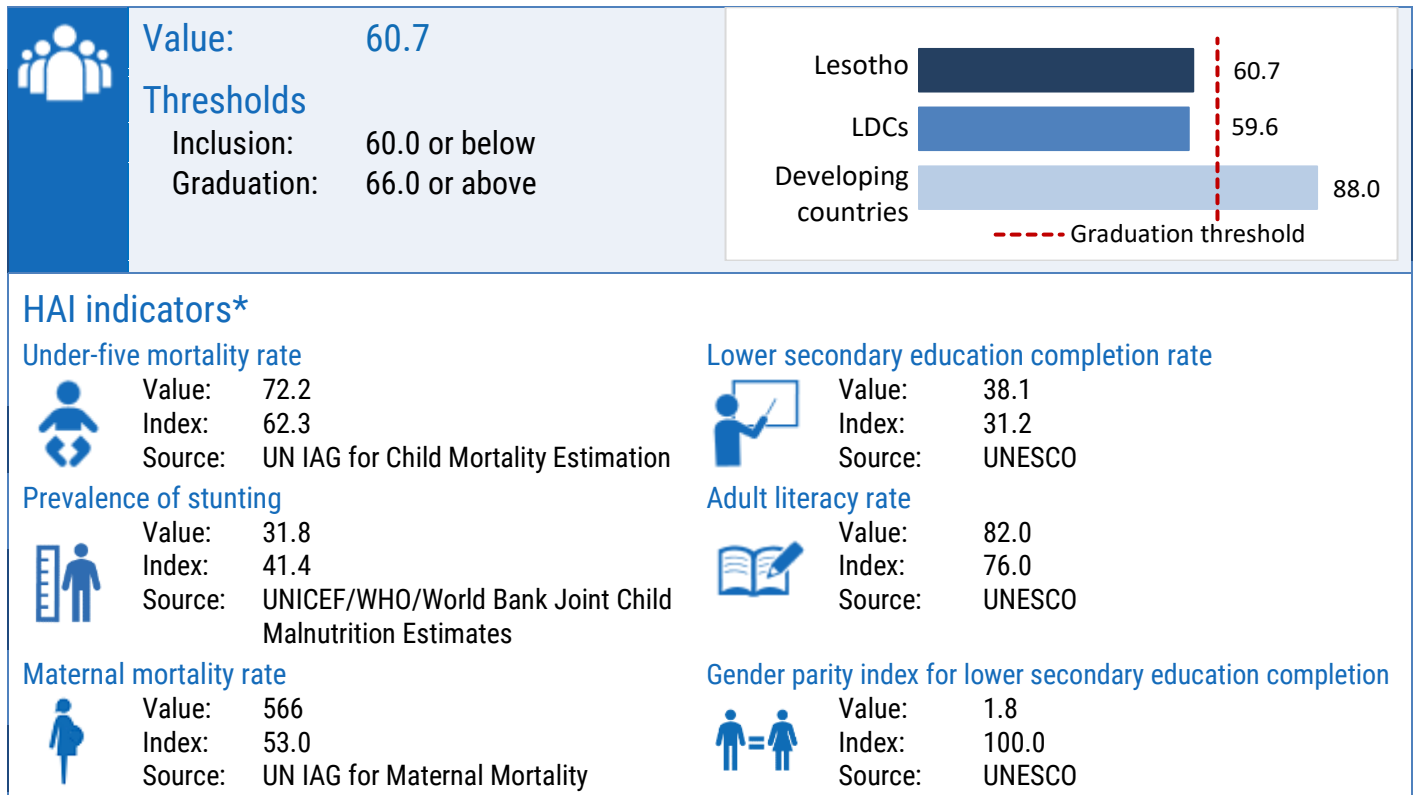 Value: 60.7
Thresholds
Inclusion: 60.0 or below
Graduation: 66.0 or above
Lesotho 60.7
LDCs 59.6
Developing
countries 88.0
Graduation threshold
HAI indicators*
Under-five mortality rate
Value: 72.2
Index: 62.3
Source: UN IAG for Child Mortality Estimation
Prevalence of stunting
Value: 31.8
Index: 41.4
Source: UNICEF/WHO/World Bank Joint Child
Malnutrition Estimates
Maternal mortality rate
Value: 566
Index: 53.0
Source: UN IAG for Maternal Mortality
Lower secondary education completion rate
Value: 38.1
Index: 31.2
Source: UNESCO
Adult literacy rate
Value: 82.0
Index: 76.0
Source: UNESCO
Gender parity index for lower secondary education completion
Value: 1.8
Index: 100.0
Source: UNESCO